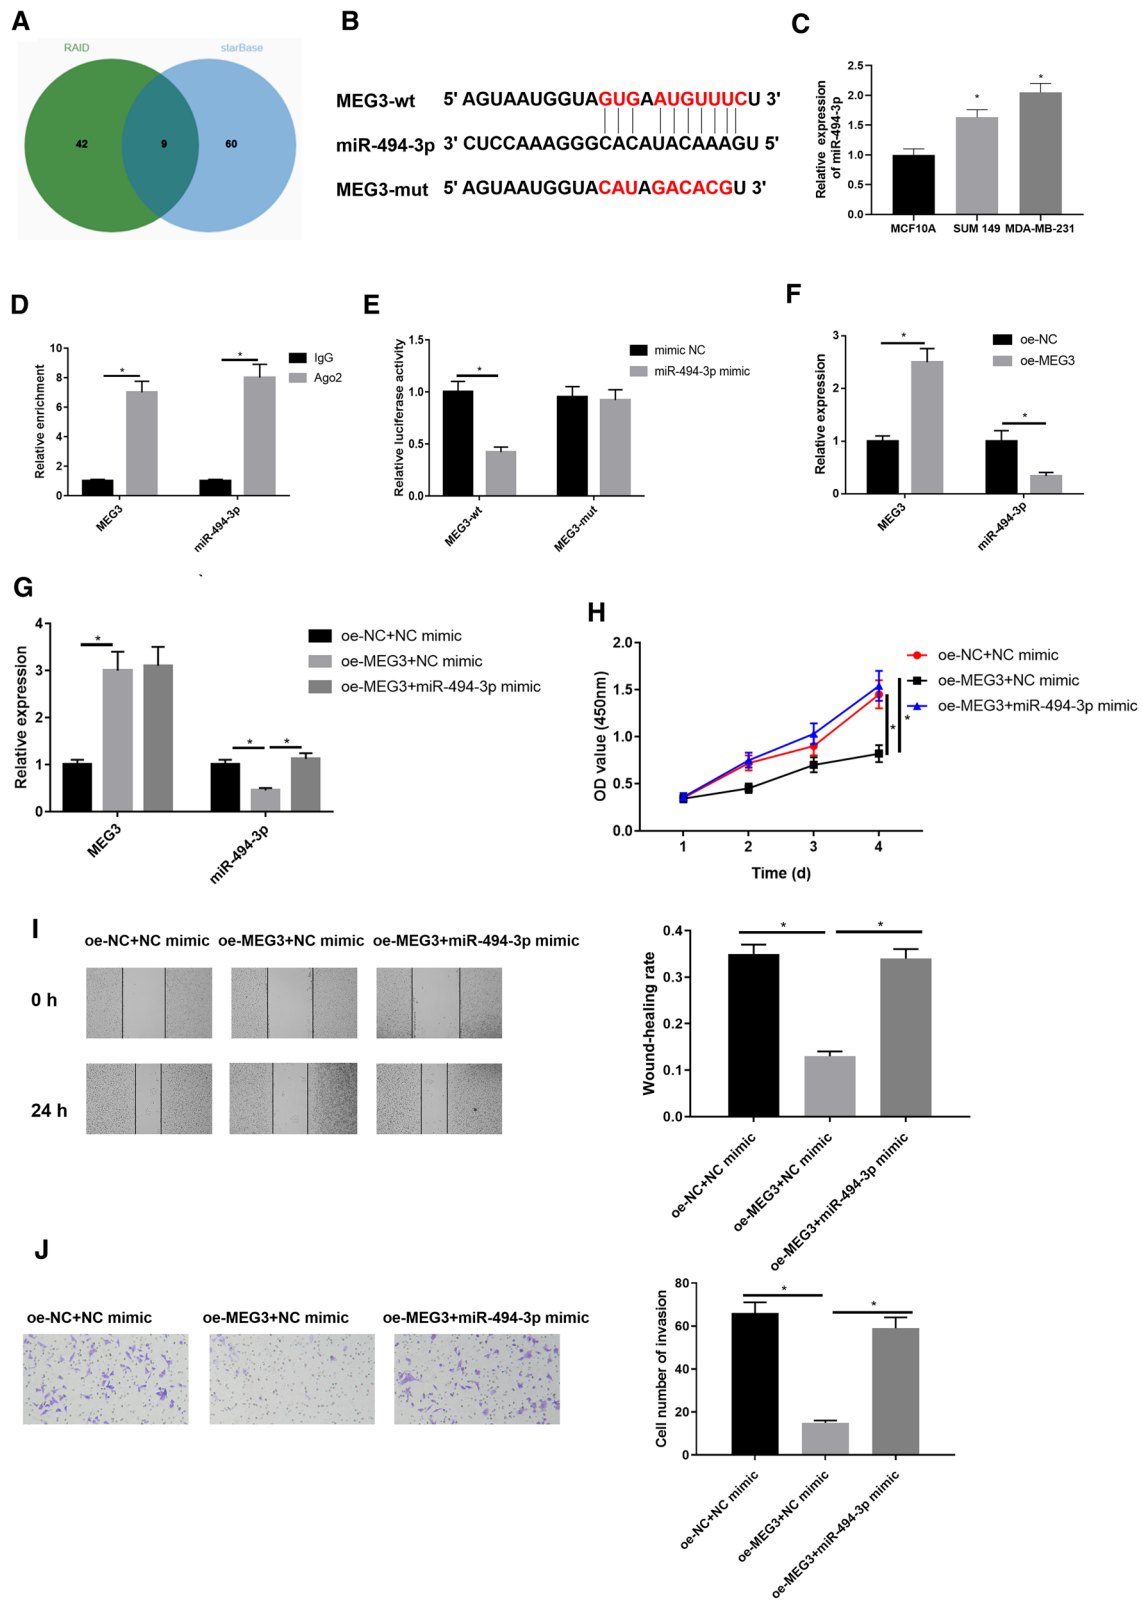 A
RAID
starBase
42
9
60
B
MEG3-wt 5' AGUAAUGGUAGUGAAUGUUUCU 3'
miR-494-3p 3' CUCCAAAGGGCACAUACAAAGU 5'
MEG3-mut 5' AGUAAUGGUACAUAGACACGU 3'
C
Relative expression
of miR-494-3p
2.5
2.0
1.5
1.0
0.5
0.0
*
*
MCF10A SUM 149 MDA-MB-231
D
Relative enrichment
10
8
6
4
2
0
*
*
IgG
Ago2
MEG3
miR-494-3p
E
Relative luciferase activity
1.5
1.0
0.5
0.0
*
mimic NC
miR-494-3p mimic
MEG3-wt
MEG3-mut
F
Relative expression
3
2
1
0
*
*
oe-NC
oe-MEG3
MEG3
miR-494-3p
G
Relative expression
4
3
2
1
0
*
*
*
oe-NC+NC mimic
oe-MEG3+NC mimic
oe-MEG3+miR-494-3p mimic
MEG3
miR-494-3p
H
OD value (450nm)
2.0
1.5
1.0
0.5
0.0
1 2 3 4
Time (d)
*
*
oe-NC+NC mimic
oe-MEG3+NC mimic
oe-MEG3+miR-494-3p mimic
I
oe-NC+NC mimic oe-MEG3+NC mimic oe-MEG3+miR-494-3p mimic
0 h
24 h
Wound-healing rate
0.4
0.3
0.2
0.1
0.0
*
*
oe-NC+NC mimic
oe-MEG3+NC mimic
oe-MEG3+miR-494-3p mimic
J
oe-NC+NC mimic oe-MEG3+NC mimic oe-MEG3+miR-494-3p mimic
Cell number of invasion
80
60
40
20
0
*
*
oe-NC+NC mimic
oe-MEG3+NC mimic
oe-MEG3+miR-494-3p mimic